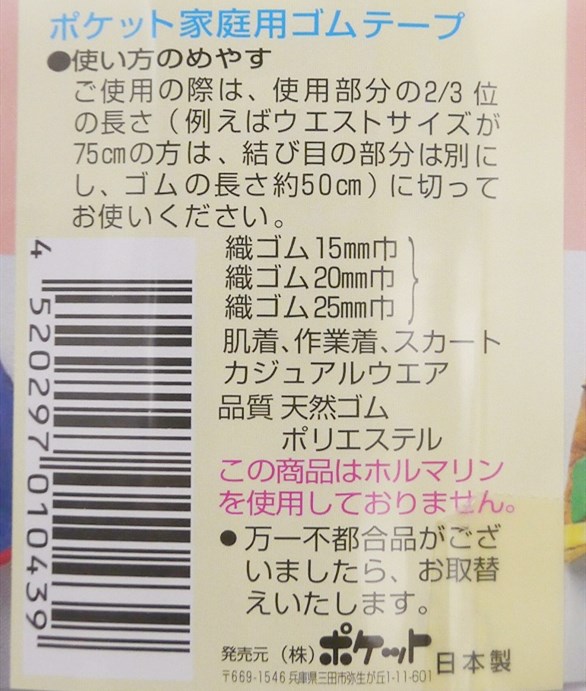 ポケット家庭用ゴムテープ
●使い方のめやす
ご使用の際は、使用部分の2/3位
の長さ（例えばウエストサイズが
75cmの方は、結び目の部分は別に
し、ゴムの長さ約50cm）に切って
お使いください。
織ゴム15mm巾
織ゴム20mm巾
織ゴム25mm巾
肌着、作業着、スカート
カジュアルウエア
品質 天然ゴム
ポリエステル
この商品はホルマリン
を使用しておりません。
●万一不都合品がござ
いましたら、お取替
えいたします。
発売元（株）ポケット 日本製
〒669-1546 兵庫県三田市弥生が丘1-11-601
4 520297 010439